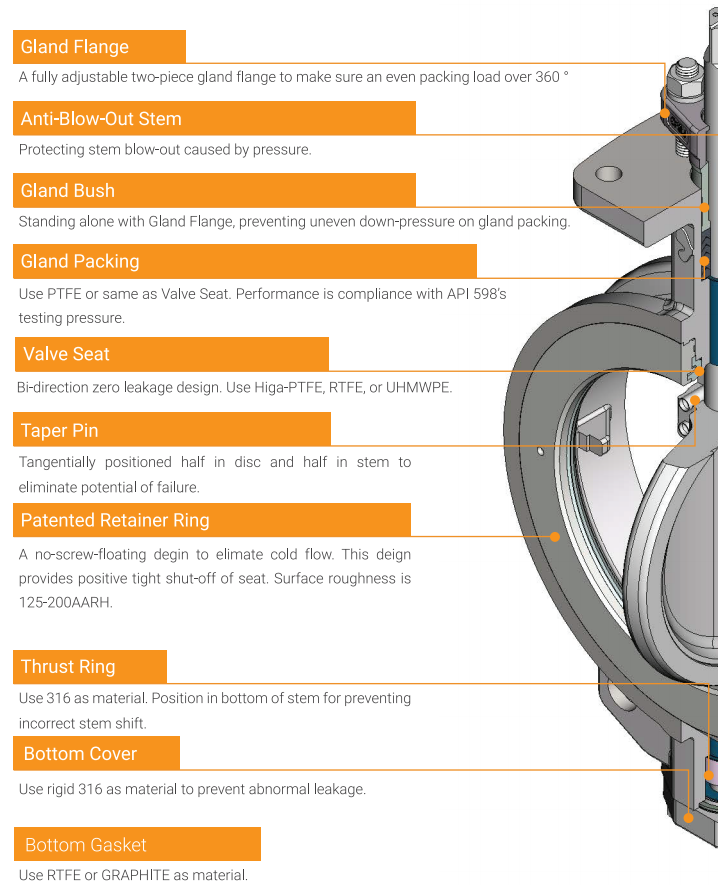 Gland Flange
A fully adjustable two-piece gland flange to make sure an even packing load over 360 °
Anti-Blow-Out Stem
Protecting stem blow-out caused by pressure.
Gland Bush
Standing alone with Gland Flange, preventing uneven down-pressure on gland packing.
Gland Packing
Use PTFE or same as Valve Seat. Performance is compliance with API 598's
testing pressure.
Valve Seat
Bi-direction zero leakage design. Use Higa-PTFE, RTFE, or UHMWPE.
Taper Pin
Tangentially positioned half in disc and half in stem to
eliminate potential of failure.
Patented Retainer Ring
A no-screw-floating degin to elimate cold flow. This deign
provides positive tight shut-off of seat. Surface roughness is
125-200AARH.
Thrust Ring
Use 316 as material. Position in bottom of stem for preventing
incorrect stem shift.
Bottom Cover
Use rigid 316 as material to prevent abnormal leakage.
Bottom Gasket
Use RTFE or GRAPHITE as material.